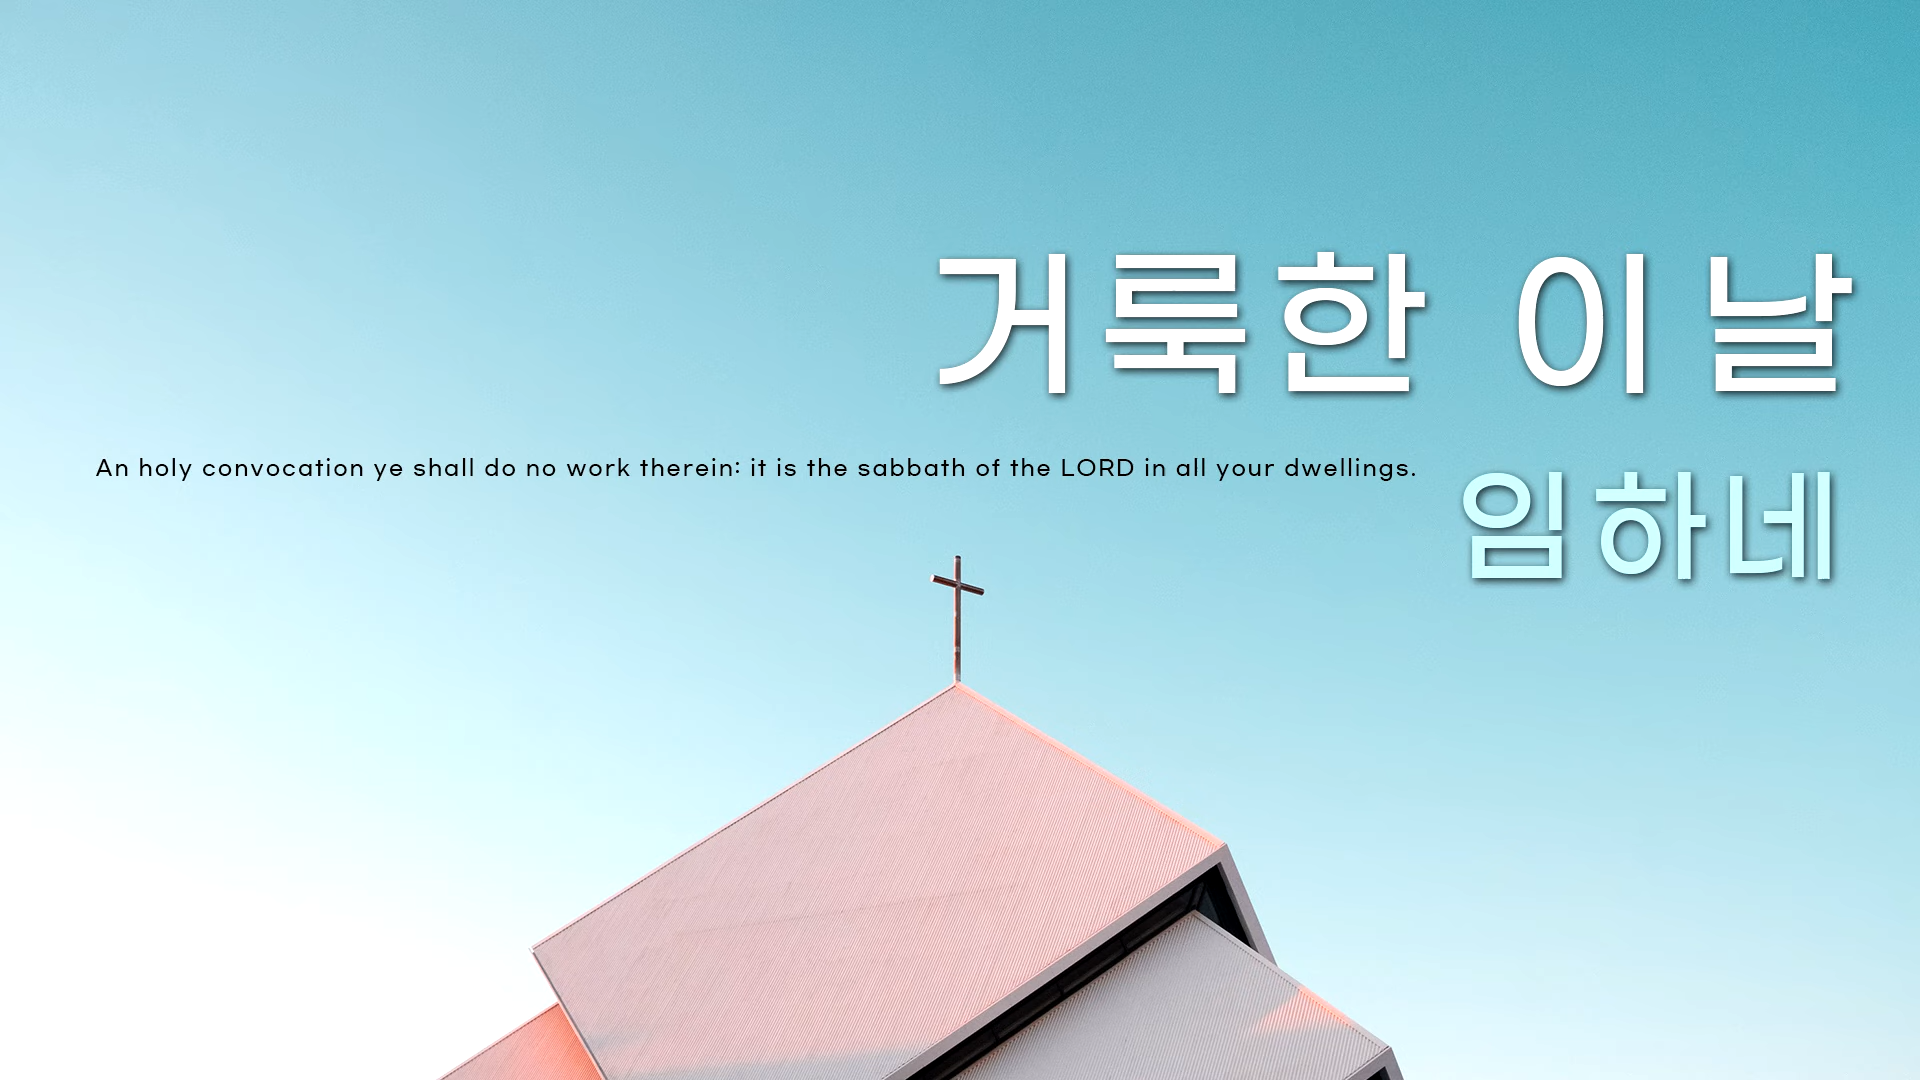 거룩한 이 날
An holy convocation ye shall do no work therein: it is the sabbath of the LORD in all your dwellings.
임하네